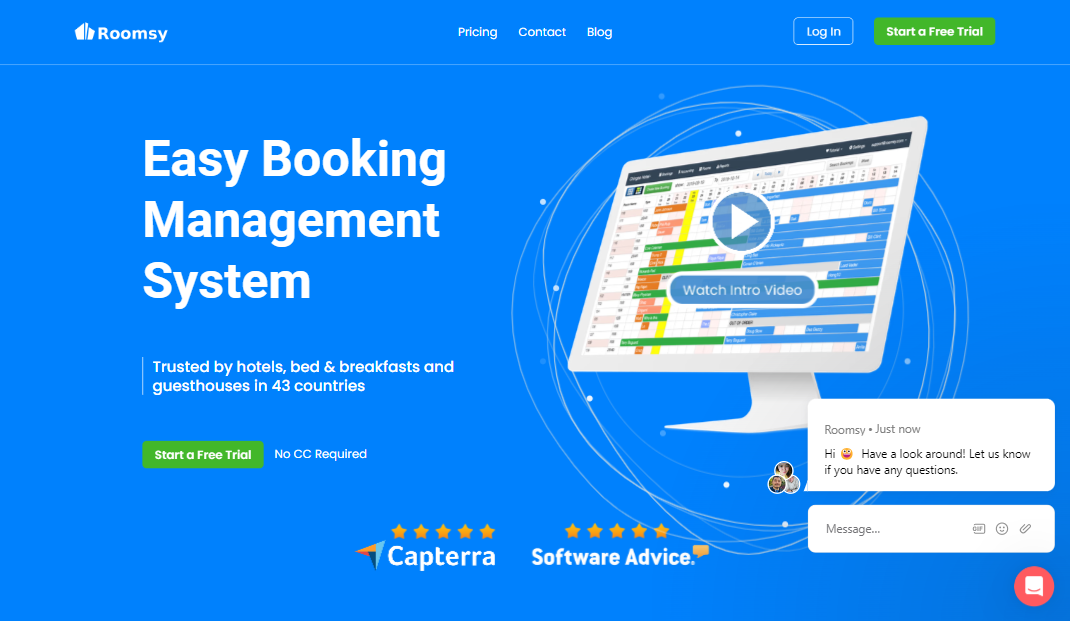 Roomsy
Pricing
Contact
Blog
Log In
Start a Free Trial
Easy Booking
Management
System
Watch Intro Video
Trusted by hotels, bed & breakfasts and
guesthouses in 43 countries
Start a Free Trial
No CC Required
Roomsy • Just now
Hi 😀 Have a look around! Let us know
if you have any questions.
Message...
GIF
Capterra
Software Advice.